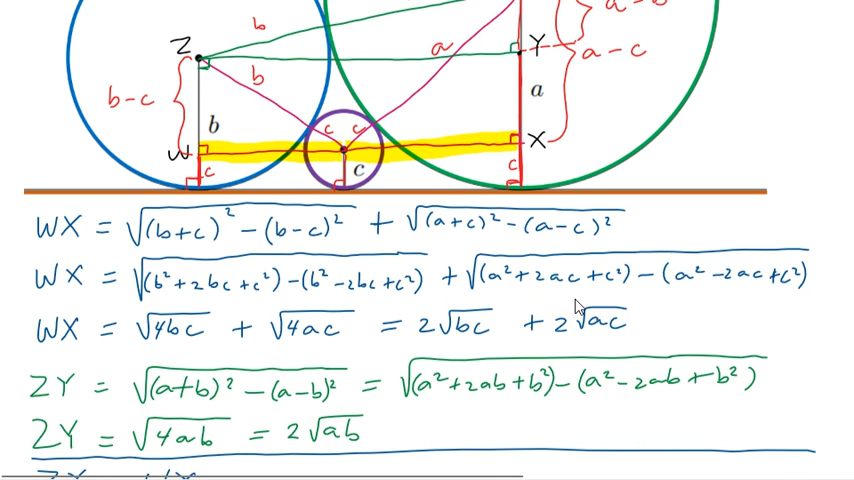 b
a - b
Z
a
Y
a - c
b
b - c
b
a
c
c
W
X
c
c
c
WX = √(b+c)² - (b-c)² + √(a+c)² - (a-c)²
WX = √(b² + 2bc + c²) - (b² - 2bc + c²) + √(a² + 2ac + c²) - (a² - 2ac + c²)
WX = √4bc + √4ac = 2√bc + 2√ac
ZY = √(a+b)² - (a-b)² = √(a² + 2ab + b²) - (a² - 2ab + b²)
ZY = √4ab = 2√ab